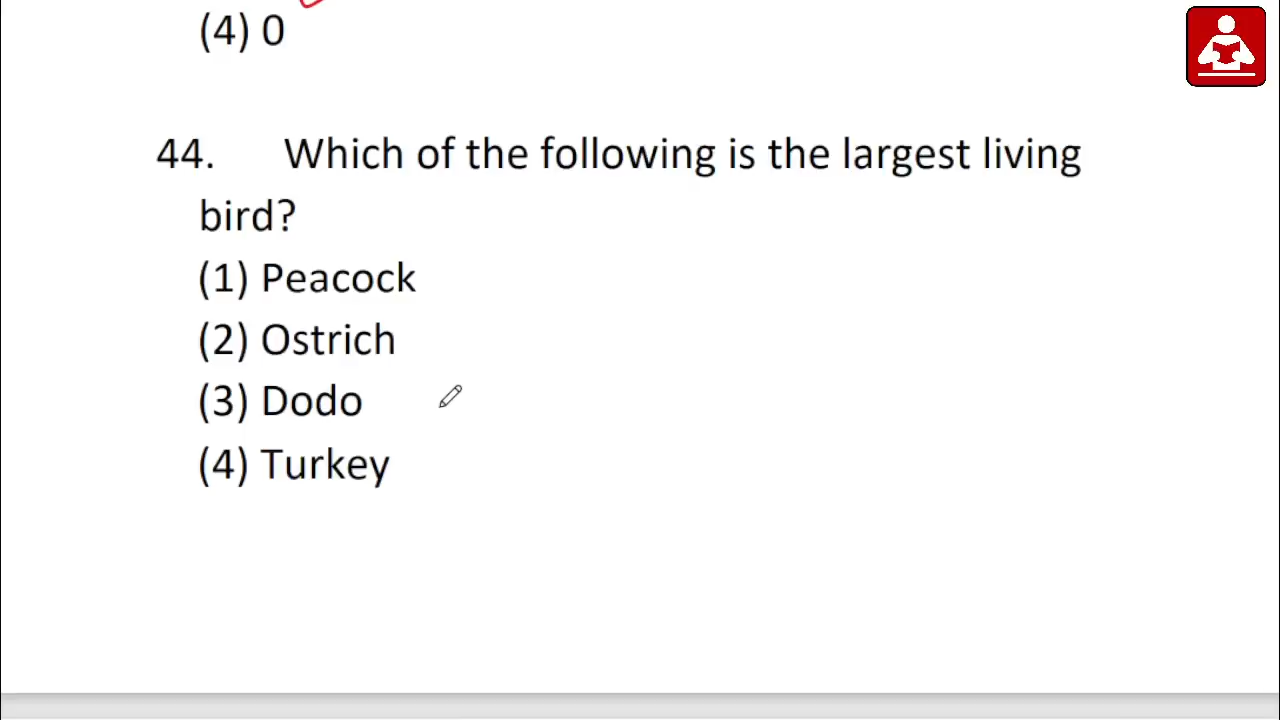 (4) 0
44. Which of the following is the largest living
bird?
(1) Peacock
(2) Ostrich
(3) Dodo
(4) Turkey